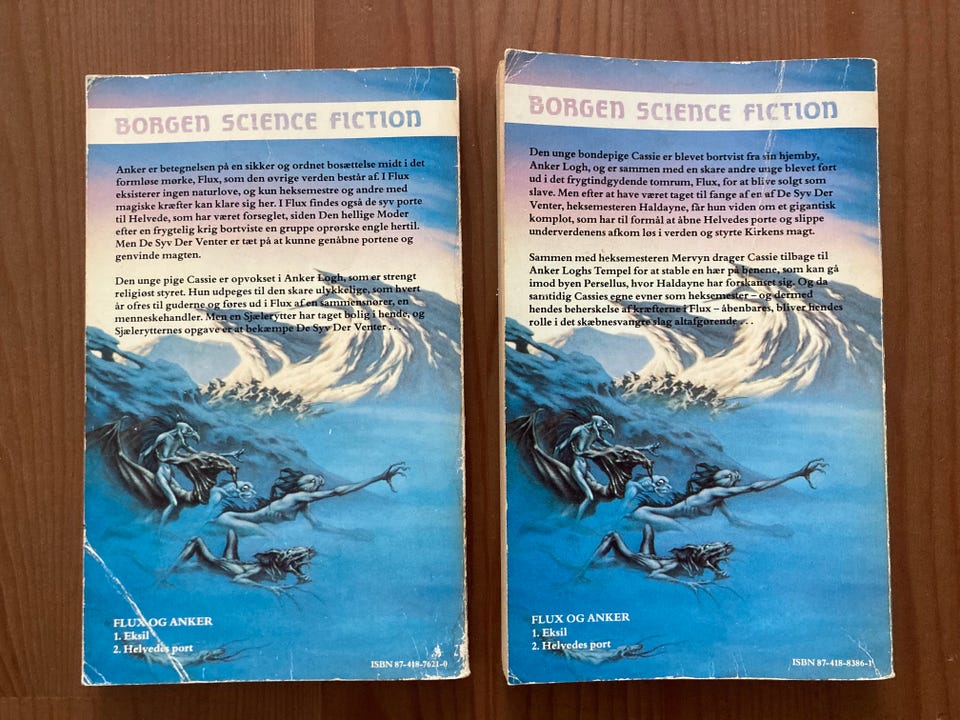 BORGEN SCIENCE FICTION
Anker er betegnelsen på en sikker og ordnet bosættelse midt i det
formløse mørke, Flux, som den øvrige verden består af. I Flux
eksisterer ingen naturlove, og kun heksemestre og andre med
magiske kræfter kan klare sig her. I Flux findes også de syv porte
til Helvede, som har været forseglet, siden Den hellige Moder
efter en frygtelig krig bortviste en gruppe oprørske engle hertil.
Men De Syv Der Venter er tæt på at kunne genåbne portene og
genvinde magten.
Den unge pige Cassie er opvokset i Anker Logh, som er strengt
religiøst styret. Hun udpeges til den skare ulykkelige, som hvert
år ofres til guderne og føres ud i Flux af en sammensnører, en
menneskehandler. Men en Sjælerytter har taget bolig i hende, og
Sjælerytternes opgave er at bekæmpe De Syv Der Venter . . .
FLUX OG ANKER
1. Eksil
2. Helvedes port
ISBN 87-418-7621-0
BORGEN SCIENCE FICTION
Den unge bondepige Cassie er blevet bortvist fra sin hjemby,
Anker Logh, og er sammen med en skare andre unge blevet ført
ud i det frygtindgydende tomrum, Flux, for at blive solgt som
slave. Men efter at have været taget til fange af en af De Syv Der
Venter, heksemesteren Haldayne, får hun viden om et gigantisk
komplot, som har til formål at åbne Helvedes porte og slippe
underverdenens afkom løs i verden og styrte Kirkens magt.
Sammen med heksemesteren Mervyn drager Cassie tilbage til
Anker Loghs Tempel for at stable en hær på benene, som kan gå
imod byen Persellus, hvor Haldayne har forskanset sig. Og da
samtidig Cassies egne evner som heksemester – og dermed
hendes beherskelse af kræfterne i Flux – åbenbares, bliver hendes
rolle i det skæbnesvangre slag altafgørende . . .
FLUX OG ANKER
1. Eksil
2. Helvedes port
ISBN 87-418-8386-1